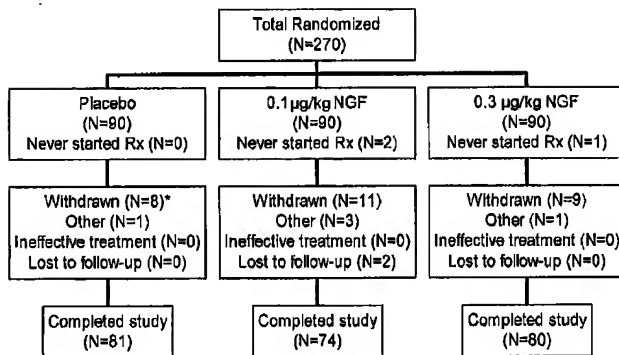 Total Randomized
(N=270)
Placebo
(N=90)
Never started Rx (N=0)
0.1 µg/kg NGF
(N=90)
Never started Rx (N=2)
0.3 µg/kg NGF
(N=90)
Never started Rx (N=1)
Withdrawn (N=8)*
Other (N=1)
Ineffective treatment (N=0)
Lost to follow-up (N=0)
Withdrawn (N=11)
Other (N=3)
Ineffective treatment (N=0)
Lost to follow-up (N=2)
Withdrawn (N=9)
Other (N=1)
Ineffective treatment (N=0)
Lost to follow-up (N=0)
Completed study
(N=81)
Completed study
(N=74)
Completed study
(N=80)